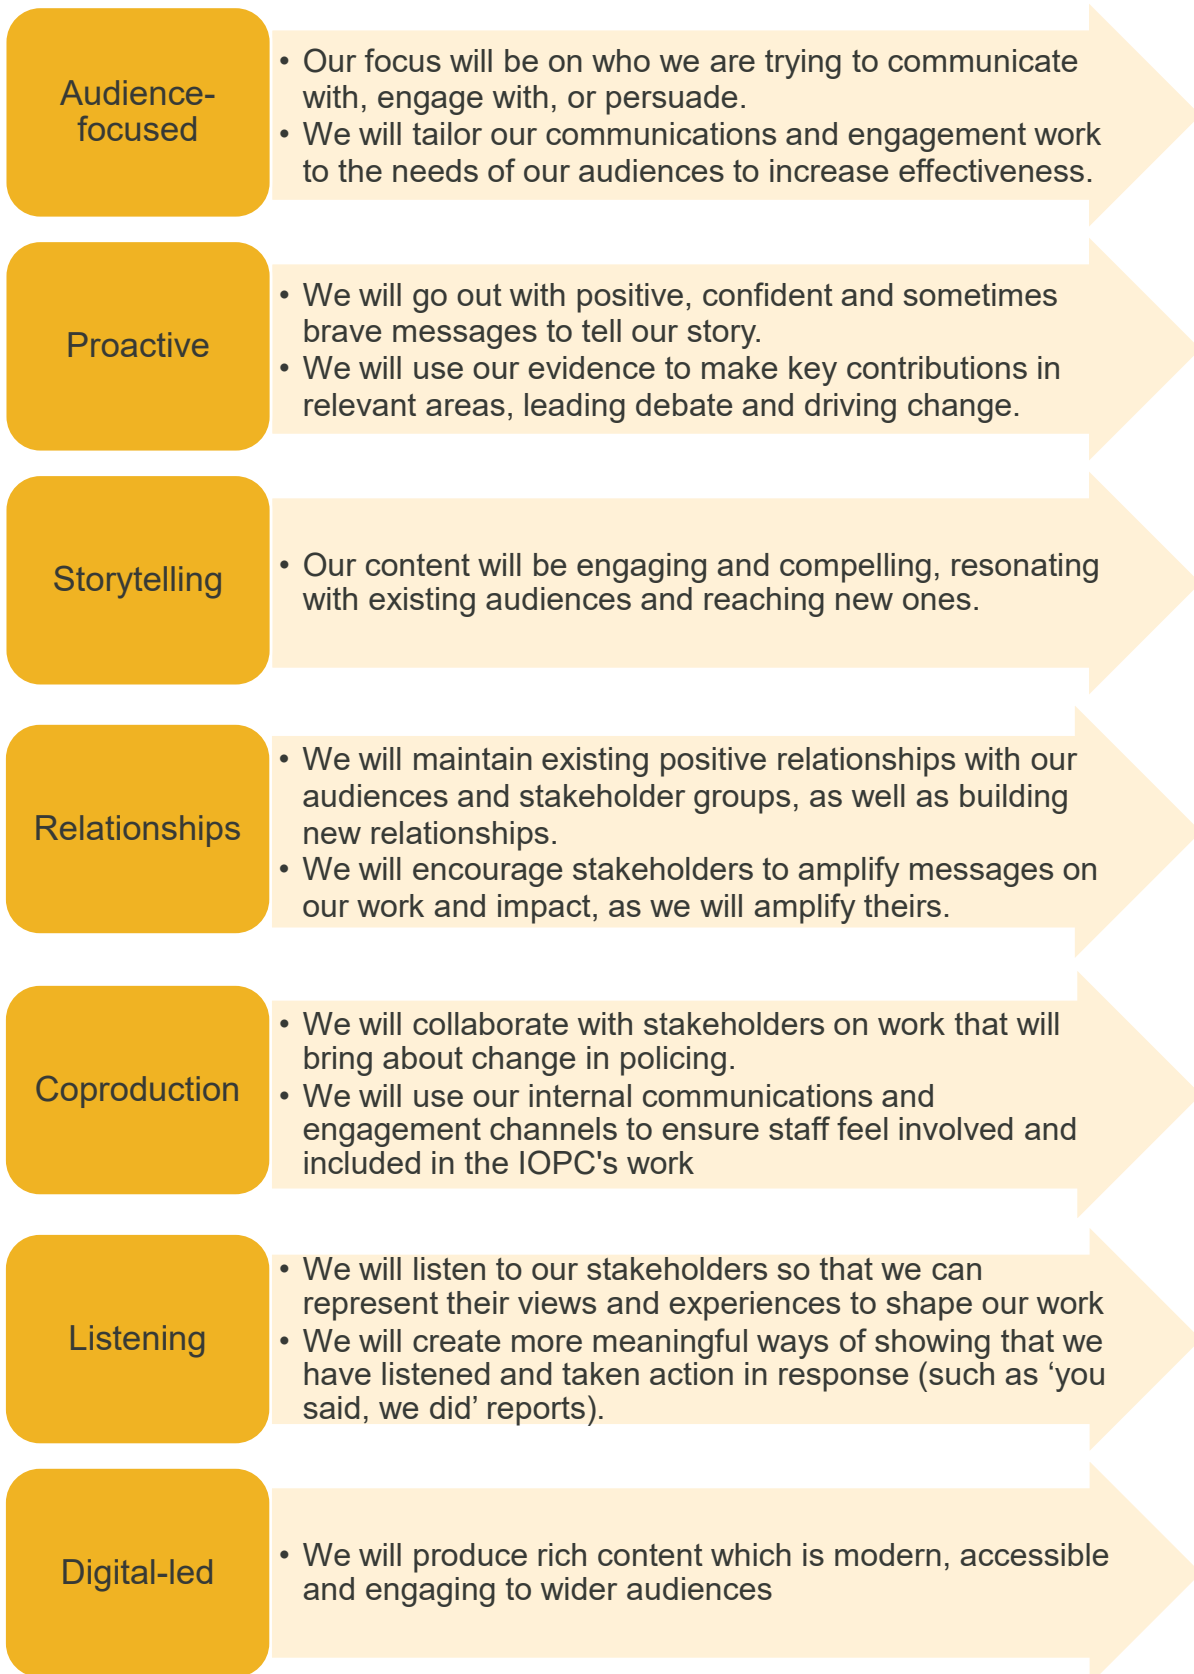 Audience-
focused
• Our focus will be on who we are trying to communicate
with, engage with, or persuade.
• We will tailor our communications and engagement work
to the needs of our audiences to increase effectiveness.
Proactive
• We will go out with positive, confident and sometimes
brave messages to tell our story.
• We will use our evidence to make key contributions in
relevant areas, leading debate and driving change.
Storytelling
• Our content will be engaging and compelling, resonating
with existing audiences and reaching new ones.
Relationships
• We will maintain existing positive relationships with our
audiences and stakeholder groups, as well as building
new relationships.
• We will encourage stakeholders to amplify messages on
our work and impact, as we will amplify theirs.
Coproduction
• We will collaborate with stakeholders on work that will
bring about change in policing.
• We will use our internal communications and
engagement channels to ensure staff feel involved and
included in the IOPC's work
Listening
• We will listen to our stakeholders so that we can
represent their views and experiences to shape our work
• We will create more meaningful ways of showing that we
have listened and taken action in response (such as ‘you
said, we did’ reports).
Digital-led
• We will produce rich content which is modern, accessible
and engaging to wider audiences